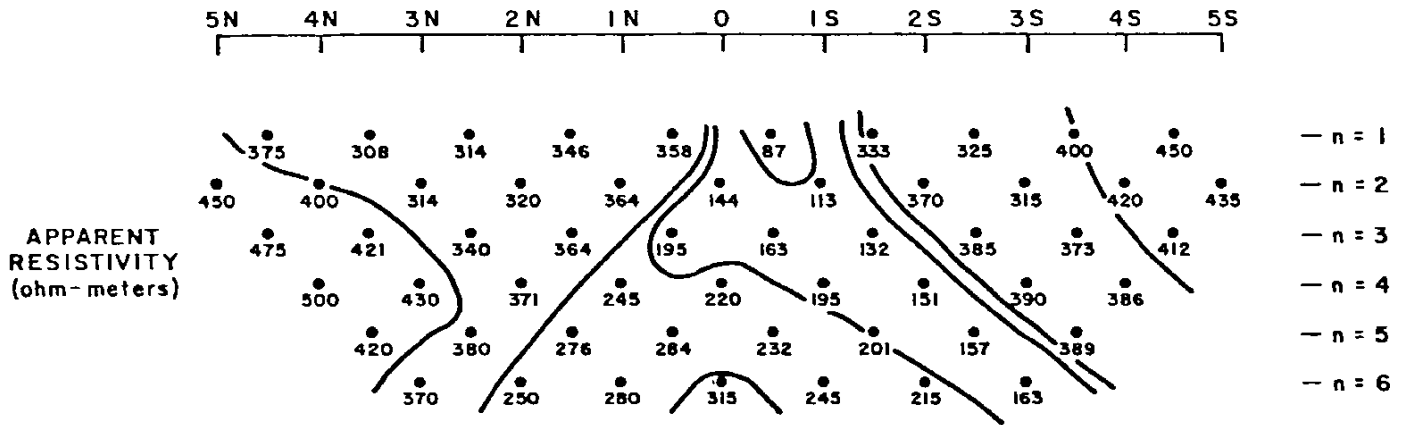 5N 4N 3N 2N 1N 0 1S 2S 3S 4S 5S
375 308 314 346 358 87 333 325 400 450 — n = 1
450 400 314 320 364 144 113 370 315 420 435 — n = 2
APPARENT
475 421 340 364 195 163 132 385 373 412 — n = 3
RESISTIVITY
(ohm-meters)
500 430 371 245 220 195 151 390 386 — n = 4
420 380 276 284 232 201 157 389 — n = 5
370 250 280 315 245 215 163 — n = 6